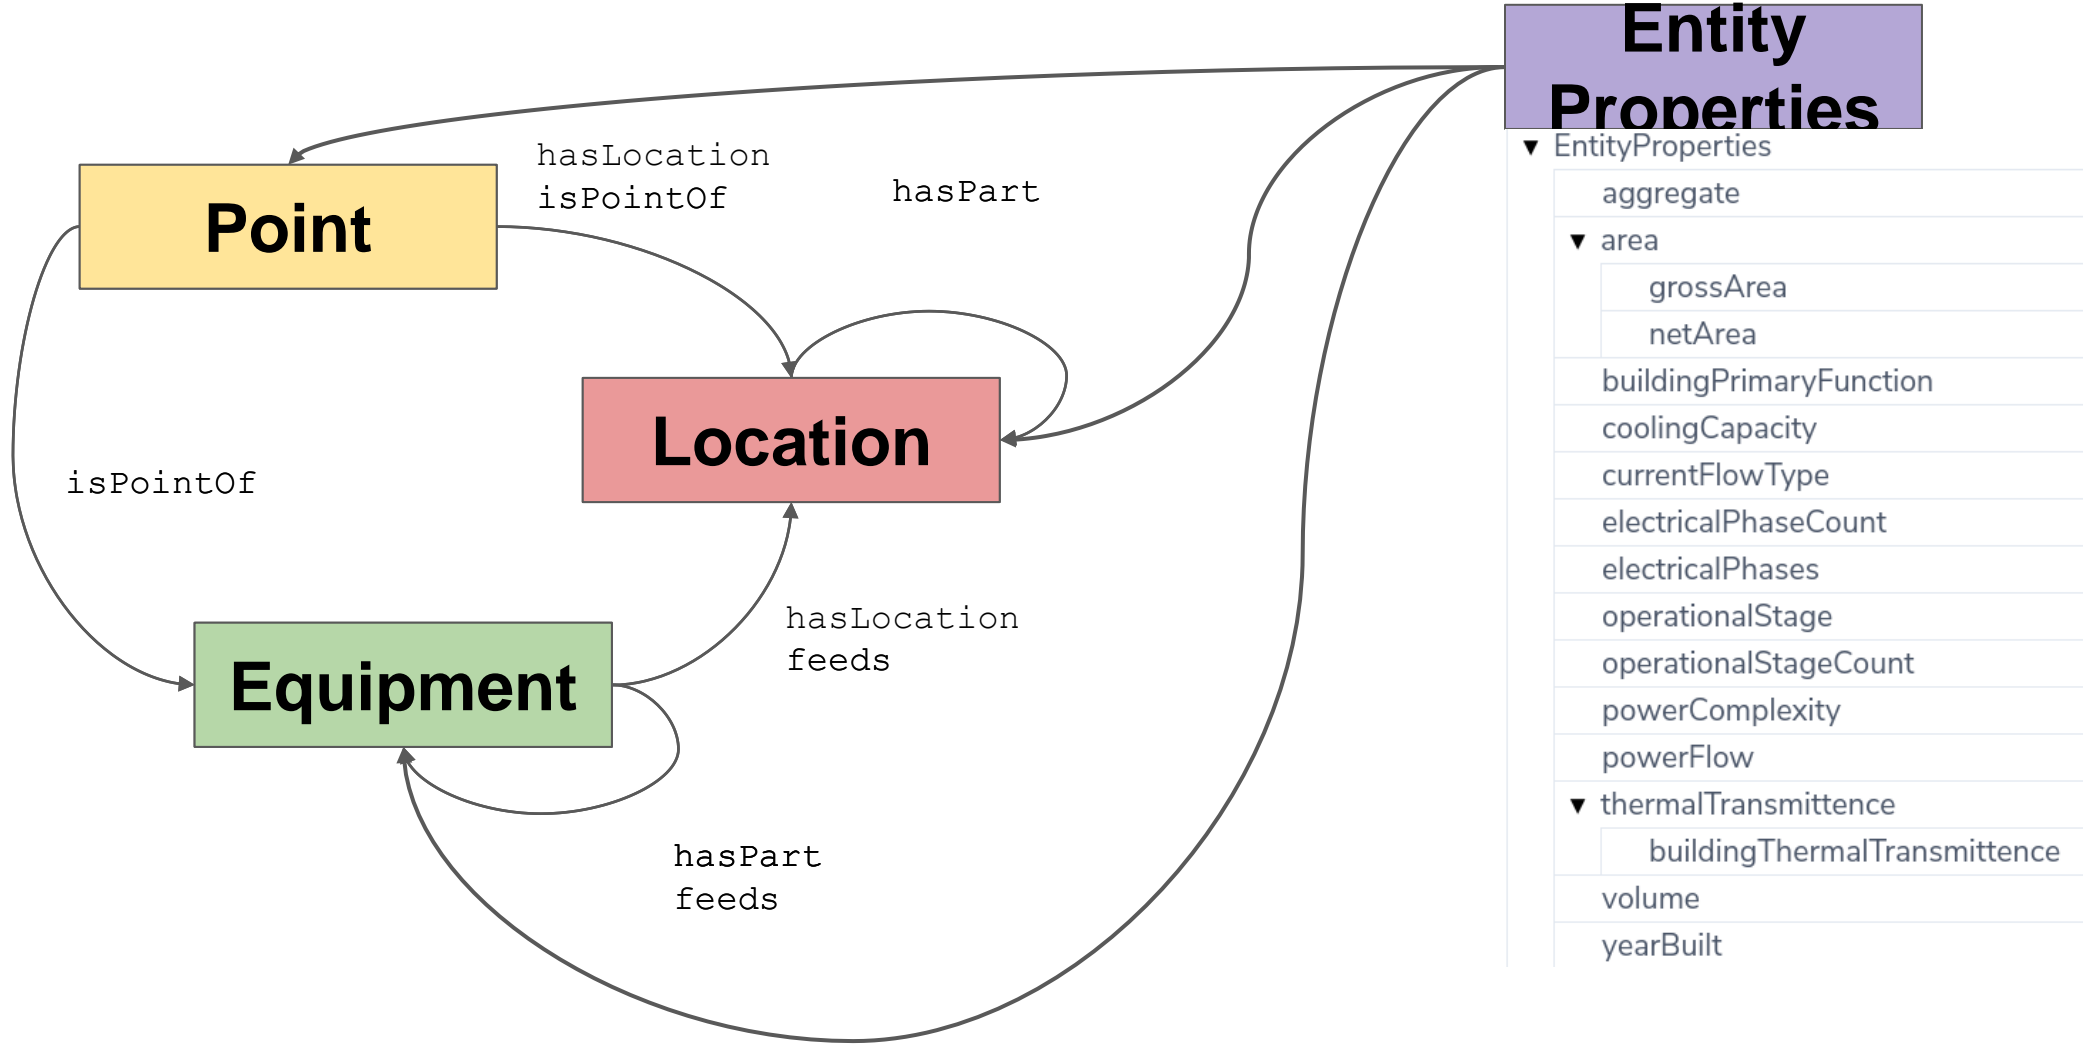 Entity
Properties
hasLocation
isPointOf
hasPart
Point
Location
isPointOf
hasLocation
feeds
Equipment
hasPart
feeds
EntityProperties
aggregate
area
grossArea
netArea
buildingPrimaryFunction
coolingCapacity
currentFlowType
electricalPhaseCount
electricalPhases
operationalStage
operationalStageCount
powerComplexity
powerFlow
thermalTransmittence
buildingThermalTransmittence
volume
yearBuilt